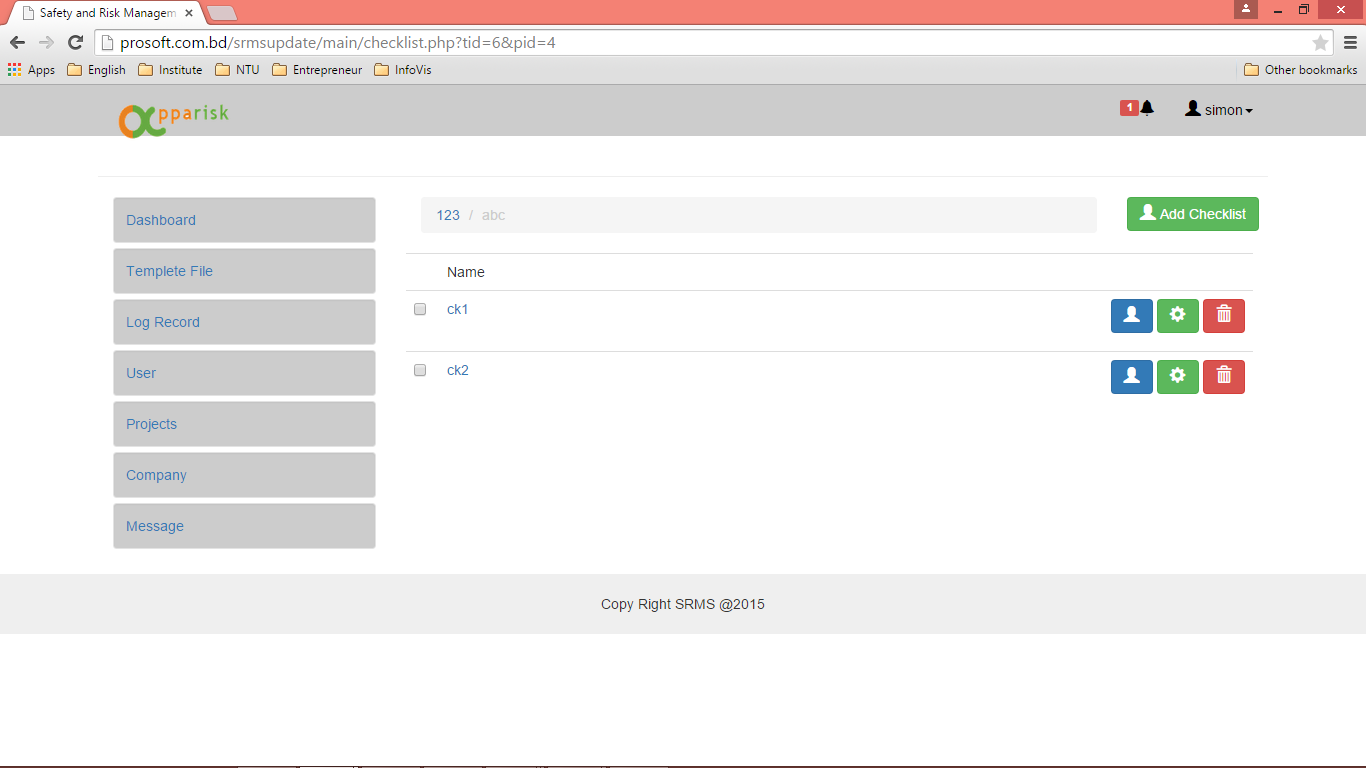 Safety and Risk Managem
prosoft.com.bd/srmsupdate/main/checklist.php?tid=6&pid=4
Apps English Institute NTU Entrepreneur InfoVis Other bookmarks
pparisk 1 simon
Dashboard
Templete File
Log Record
User
Projects
Company
Message
123 / abc
Add Checklist
Name
ck1
ck2
Copy Right SRMS @2015